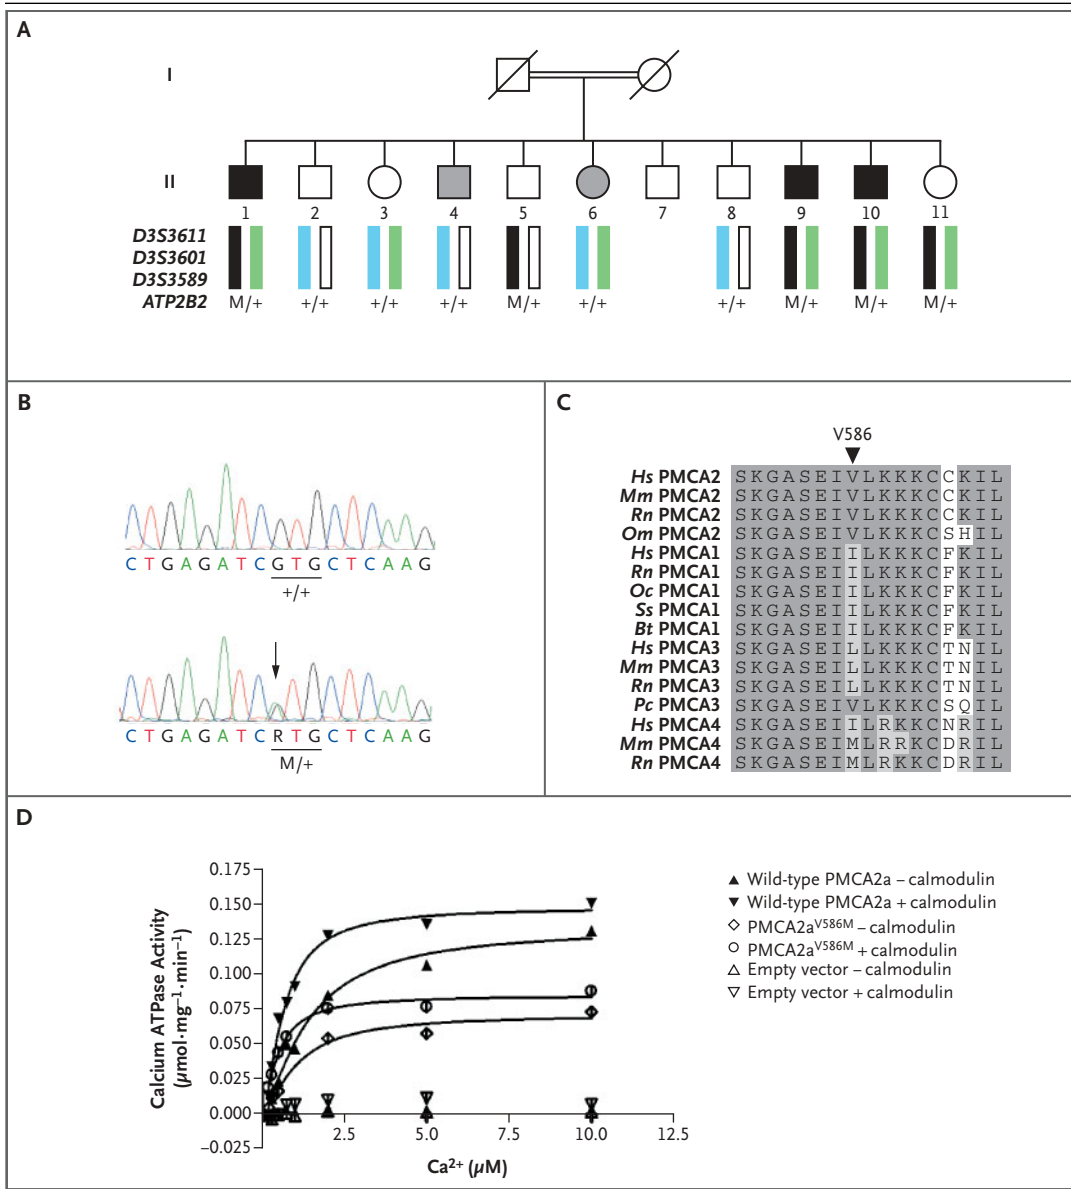 A
I
II
1 2 3 4 5 6 7 8 9 10 11
D3S3611
D3S3601
D3S3589
ATP2B2 M/+ +/+ +/+ +/+ M/+ +/+ +/+ M/+ M/+ M/+
B
CTGAGATCGTGCTCAAG
+/+
CTGAGATCRTGCTCAAG
M/+
C
V586
Hs PMCA2 SKGASEIVLKKKCCKIL
Mm PMCA2 SKGASEIVLKKKCCKIL
Rn PMCA2 SKGASEIVLKKKCCKIL
Om PMCA2 SKGASEIVLKKKCSHIL
Hs PMCA1 SKGASEIILKKKCFKIL
Rn PMCA1 SKGASEIILKKKCFKIL
Oc PMCA1 SKGASEIILKKKCFKIL
Ss PMCA1 SKGASEIILKKKCFKIL
Bt PMCA1 SKGASEIILKKKCFKIL
Hs PMCA3 SKGASEILLKKKCTNIL
Mm PMCA3 SKGASEILLKKKCTNIL
Rn PMCA3 SKGASEILLKKKCTNIL
Pc PMCA3 SKGASEIVLKKKCSQIL
Hs PMCA4 SKGASEIILRKKCNRIL
Mm PMCA4 SKGASEIMLRRKCDRIL
Rn PMCA4 SKGASEIMLRKKCDRIL
D
Calcium ATPase Activity
(µmol·mg⁻¹·min⁻¹)
0.175
0.150
0.125
0.100
0.075
0.050
0.025
0.000
−0.025
2.5 5.0 7.5 10.0 12.5
Ca²⁺ (µM)
Wild-type PMCA2a – calmodulin
Wild-type PMCA2a + calmodulin
PMCA2aV586M – calmodulin
PMCA2aV586M + calmodulin
Empty vector – calmodulin
Empty vector + calmodulin